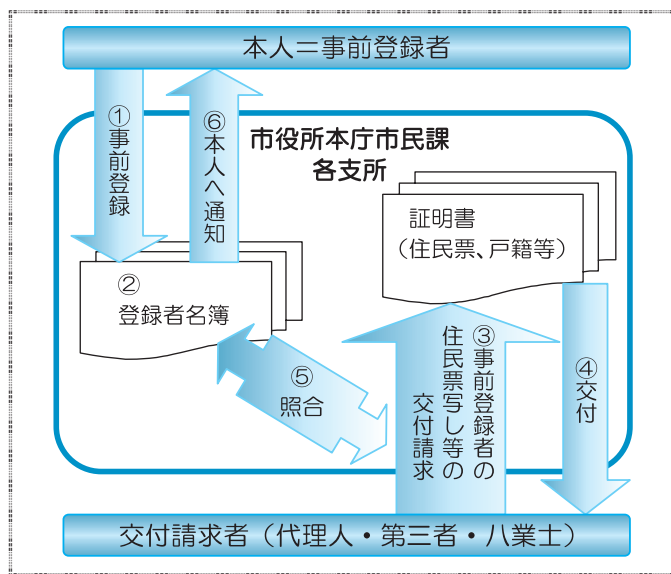 本人＝事前登録者
①事前登録
⑥本人へ通知
市役所本庁市民課
各支所
証明書
（住民票、戸籍等）
②
登録者名簿
③事前登録者の
住民票写し等の
交付請求
④交付
⑤
照合
交付請求者（代理人・第三者・八業士）